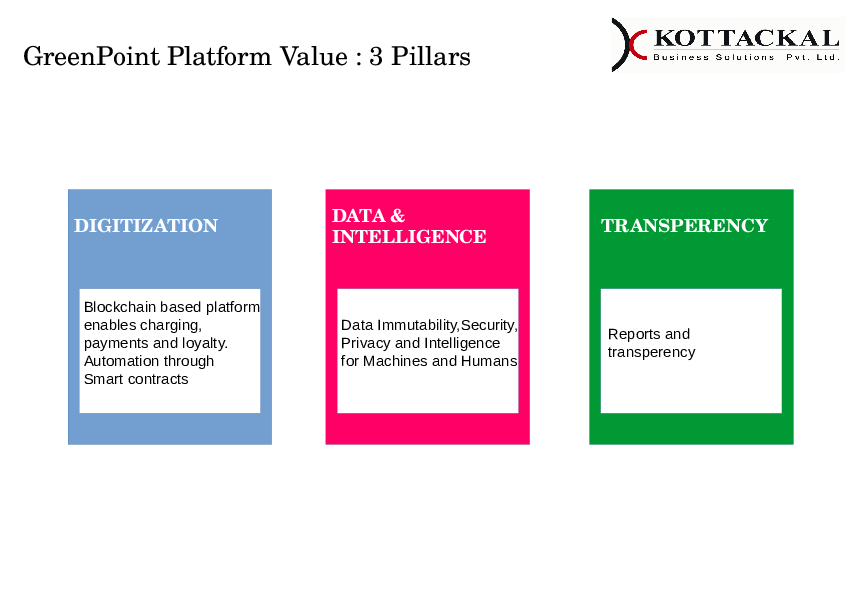 KOTTACKAL
Business Solutions Pvt. Ltd.
GreenPoint Platform Value : 3 Pillars
DIGITIZATION
Blockchain based platform
enables charging,
payments and loyalty.
Automation through
Smart contracts
DATA &
INTELLIGENCE
Data Immutability,Security,
Privacy and Intelligence
for Machines and Humans
TRANSPERENCY
Reports and
transperency